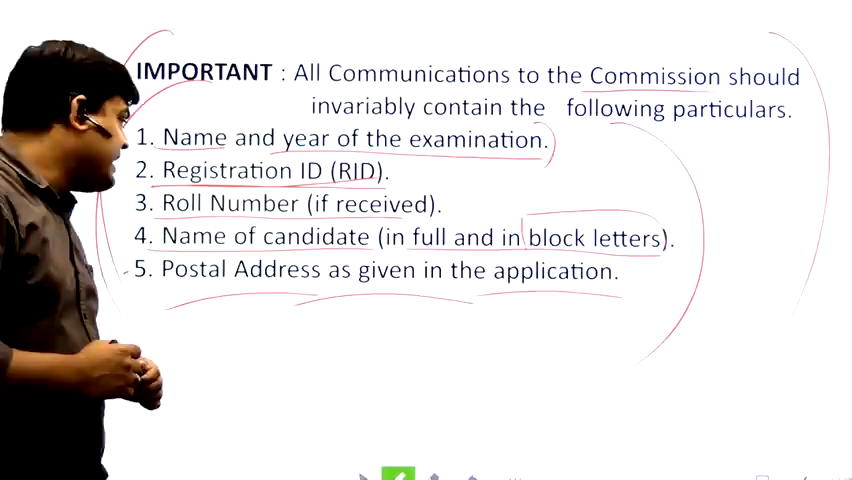 IMPORTANT : All Communications to the Commission should
invariably contain the following particulars.
1. Name and year of the examination.
2. Registration ID (RID).
3. Roll Number (if received).
4. Name of candidate (in full and in block letters).
5. Postal Address as given in the application.